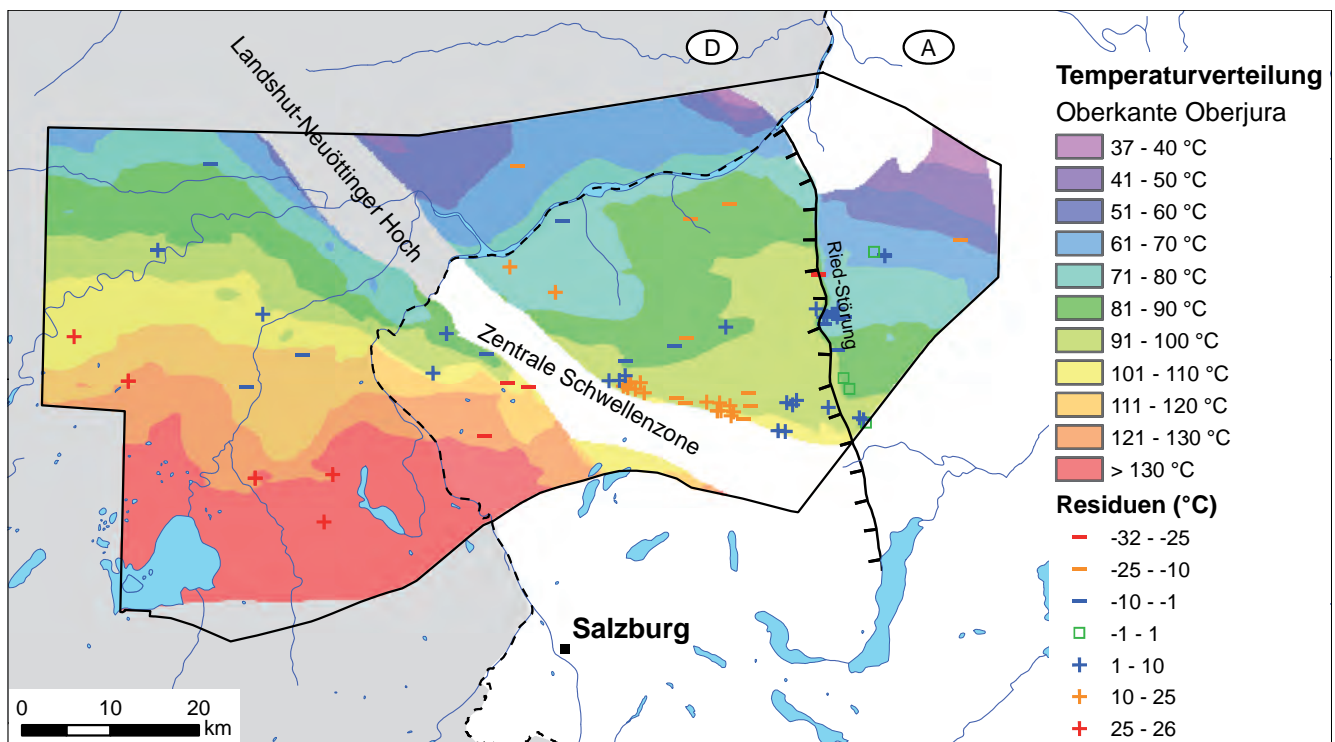 D
A
Landshut-Neuöttinger Hoch
Zentrale Schwellenzone
Ried-Störung
Salzburg
0 10 20
km
Temperaturverteilung
Oberkante Oberjura
37 - 40 °C
41 - 50 °C
51 - 60 °C
61 - 70 °C
71 - 80 °C
81 - 90 °C
91 - 100 °C
101 - 110 °C
111 - 120 °C
121 - 130 °C
> 130 °C
Residuen (°C)
-32 - -25
-25 - -10
-10 - -1
-1 - 1
1 - 10
10 - 25
25 - 26